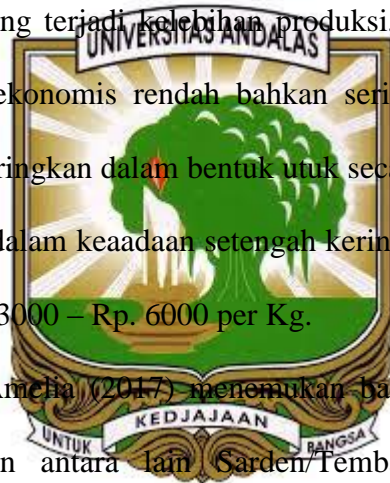 ng terjadi kelebihan produksi.
UNIVERSITAS ANDALAS
ekonomis rendah bahkan seri
ringkan dalam bentuk utuk seca
dalam keaadaan setengah kerin
3000 – Rp. 6000 per Kg.
Amelia (2017) menemukan ba
KEDJAJAAN
UNTUK BANGSA
n antara lain Sarden/Temb